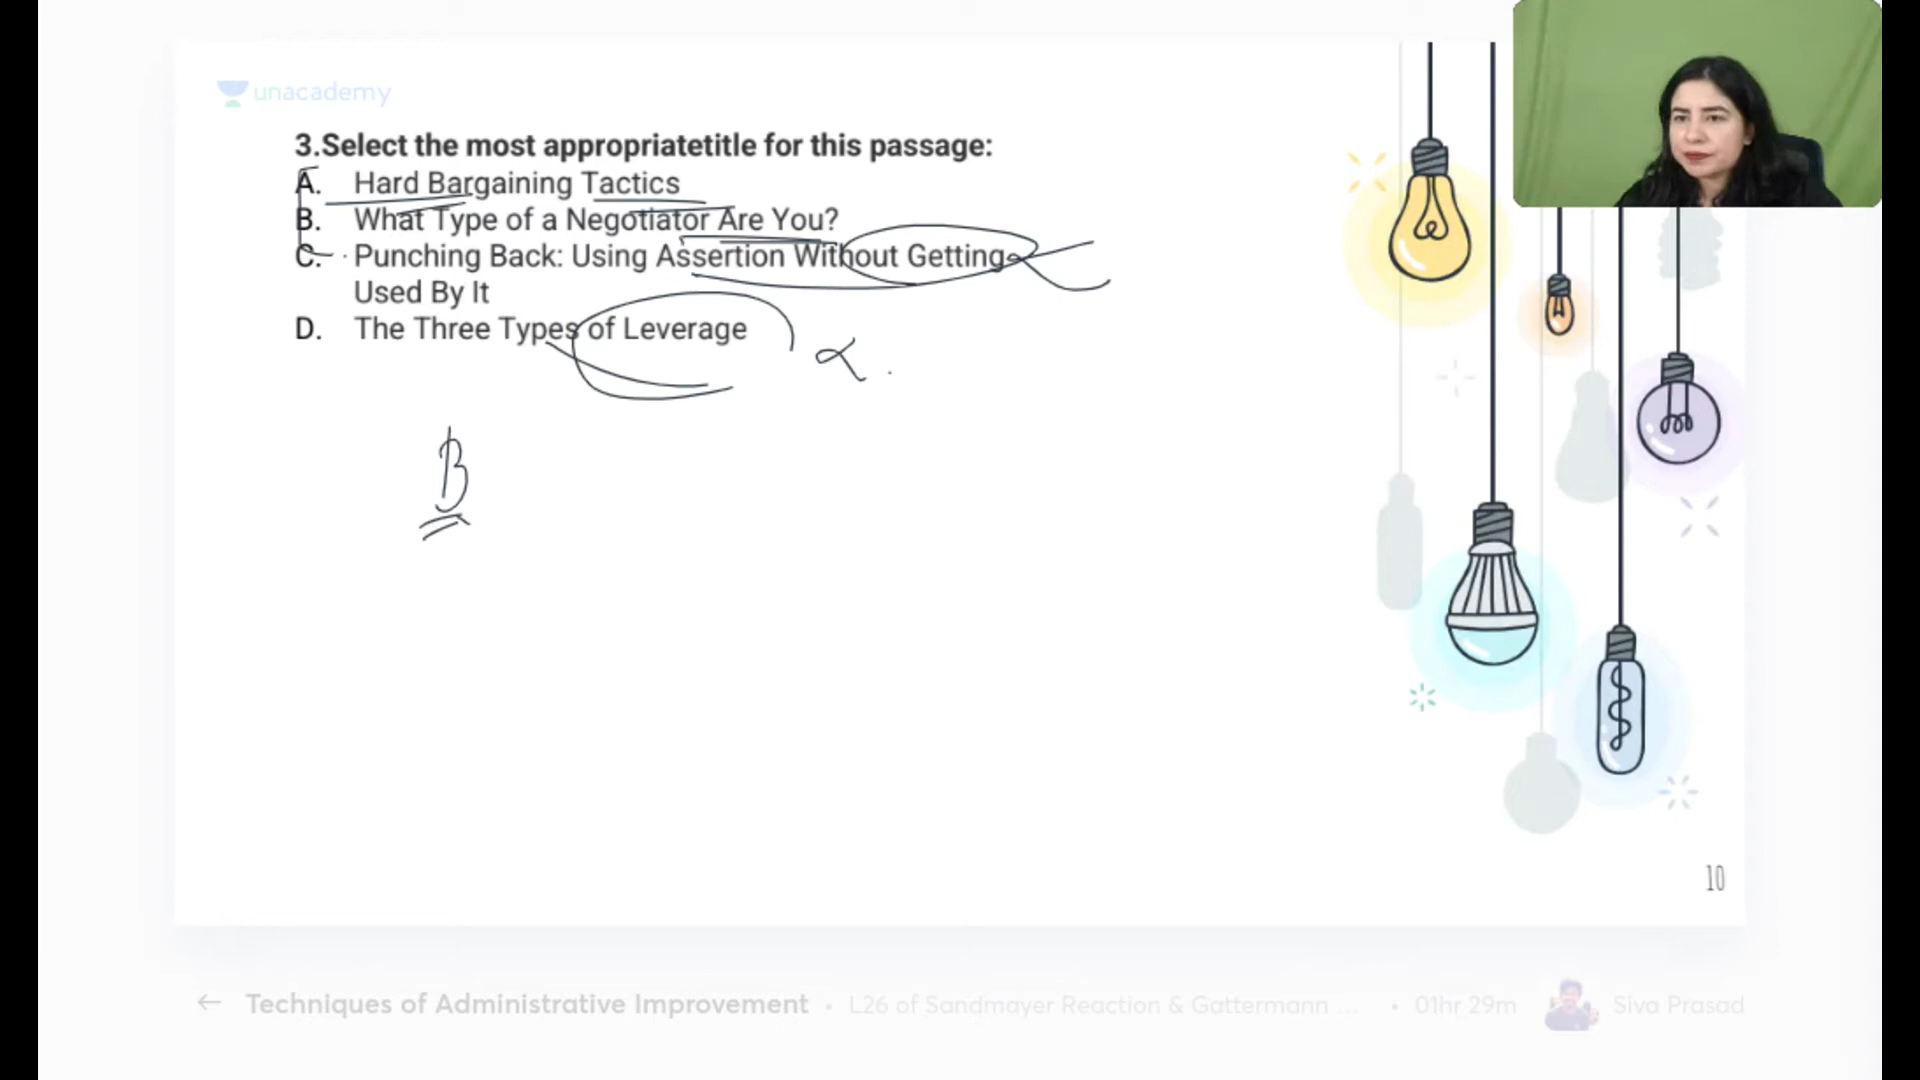 unacademy
3.Select the most appropriatetitle for this passage:
A. Hard Bargaining Tactics
B. What Type of a Negotiator Are You?
C. Punching Back: Using Assertion Without Getting
Used By It
D. The Three Types of Leverage
B
10
← Techniques of Administrative Improvement • L26 of Sandmayer Reaction & Gattermann ... • 01hr 29m Siva Prasad